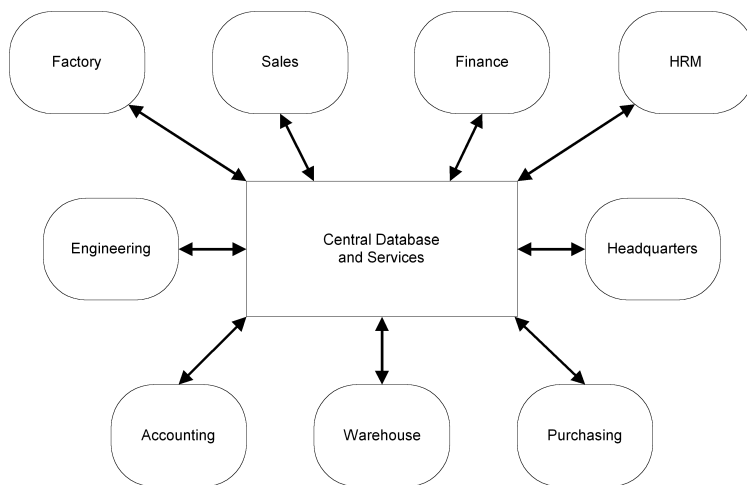 Factory
Sales
Finance
HRM
Engineering
Central Database
and Services
Headquarters
Accounting
Warehouse
Purchasing